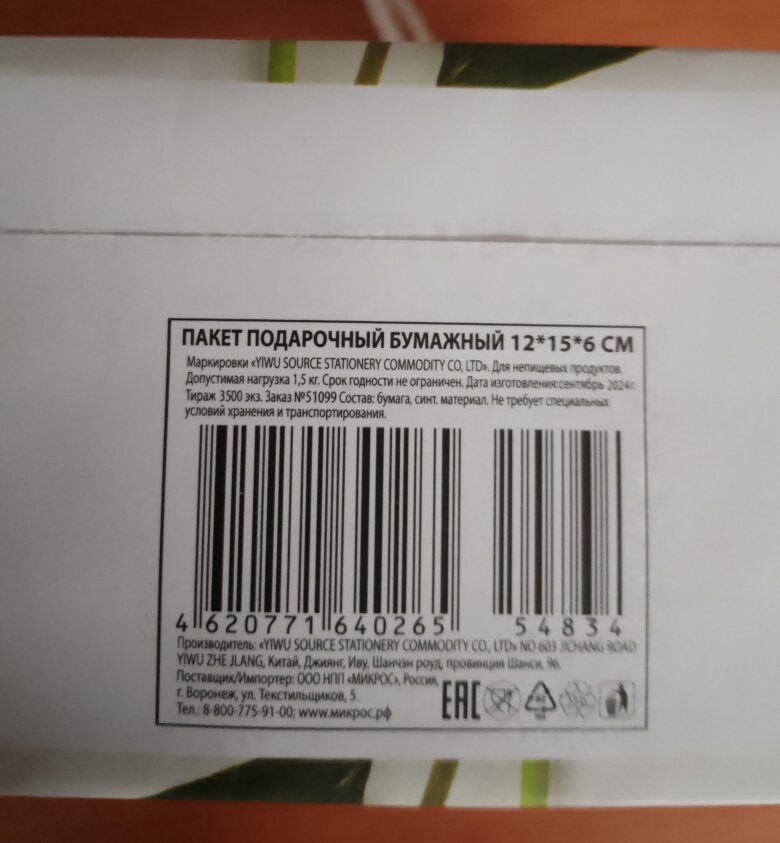 ПАКЕТ ПОДАРОЧНЫЙ БУМАЖНЫЙ 12*15*6 СМ
Маркировки «YIWU SOURCE STATIONERY COMMODITY CO, LTD». Для непищевых продуктов.
Допустимая нагрузка 1,5 кг. Срок годности не ограничен. Дата изготовления:сентябрь 2024г.
Тираж 3500 экз. Заказ №51099 Состав: бумага, синт. материал. Не требует специальных
условий хранения и транспортирования.
4 620771 640265 54834
Производитель: «YIWU SOURCE STATIONERY COMMODITY CO., LTD» NO 603 JICHANG ROAD
YIWU ZHE JLANG, Китай, Джиянг, Иву, Шанчэн роуд, провинция Шанси, 96.
Поставщик/Импортер: ООО НПП «МИКРОС», Россия,
г. Воронеж, ул. Текстильщиков, 5.
Тел.: 8-800-775-91-00; www.микрос.рф
EAC